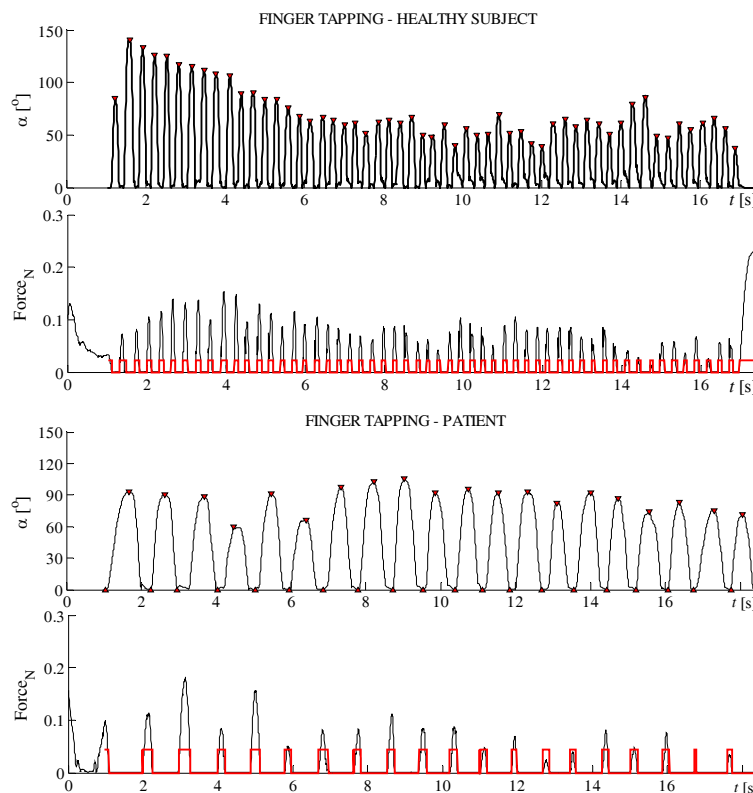 FINGER TAPPING - HEALTHY SUBJECT
α [°]
150
100
50
0
2 4 6 8 10 12 14 16 t [s]
Force_N
0.3
0.2
0.1
0
0 2 4 6 8 10 12 14 16 t [s]
FINGER TAPPING - PATIENT
α [°]
150
120
90
60
30
0
0 2 4 6 8 10 12 14 16 t [s]
Force_N
0.3
0.2
0.1
0
0 2 4 6 8 10 12 14 16 t [s]